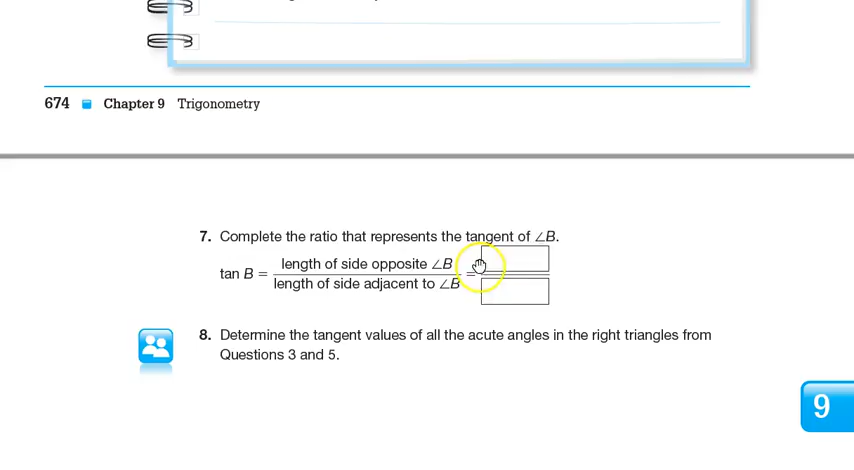 674 Chapter 9 Trigonometry
7. Complete the ratio that represents the tangent of ∠B.
tan B = length of side opposite ∠B / length of side adjacent to ∠B =
8. Determine the tangent values of all the acute angles in the right triangles from
Questions 3 and 5.
9